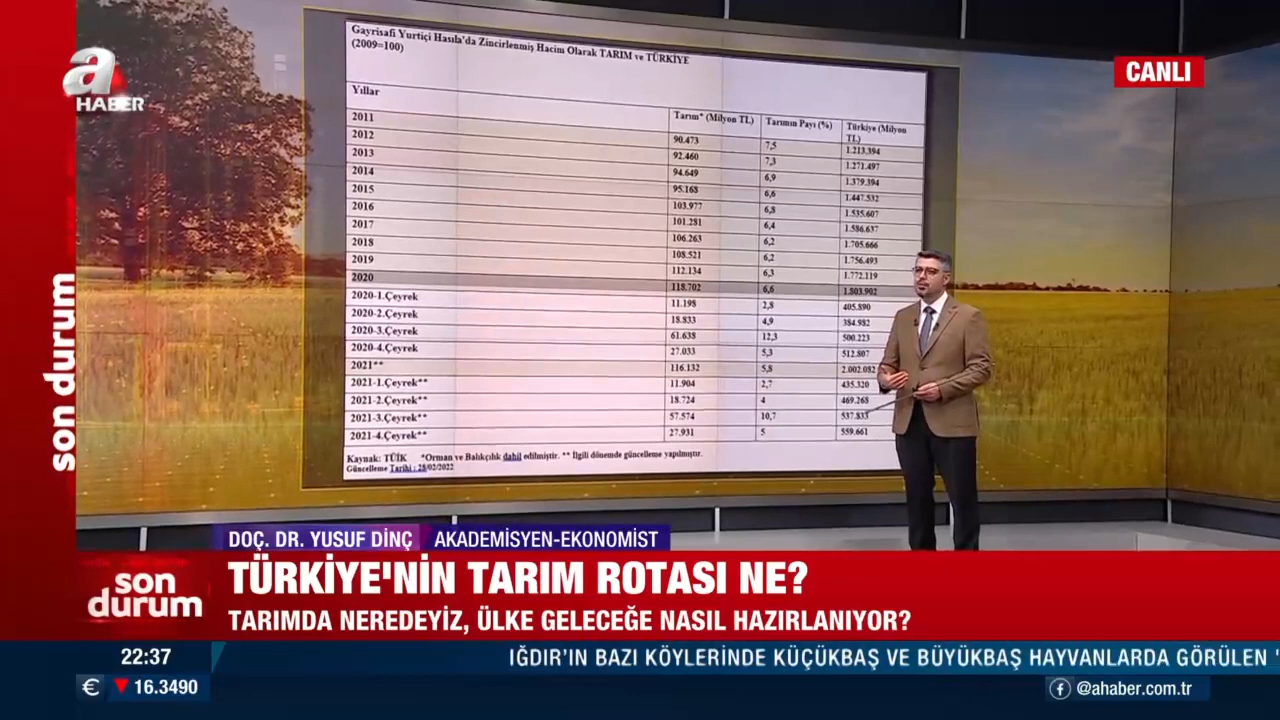 a
HABER
CANLI
Gayrisafi Yurtiçi Hasıla'da Zincirlenmiş Hacim Olarak TARIM ve TÜRKİYE
(2009=100)
Yıllar Tarım* (Milyon TL) Tarımın Payı (%) Türkiye (Milyon TL)
2011 90.473 7,5 1.213.394
2012 92.460 7,3 1.271.497
2013 94.649 6,9 1.379.394
2014 95.168 6,6 1.447.532
2015 103.977 6,8 1.535.607
2016 101.281 6,4 1.586.637
2017 106.263 6,2 1.705.666
2018 108.521 6,2 1.756.493
2019 112.134 6,3 1.772.119
2020 118.702 6,6 1.803.902
2020-1.Çeyrek 11.198 2,8 405.890
2020-2.Çeyrek 18.833 4,9 384.982
2020-3.Çeyrek 61.638 12,3 500.223
2020-4.Çeyrek 27.033 5,3 512.807
2021** 116.132 5,8 2.002.082
2021-1.Çeyrek** 11.904 2,7 435.320
2021-2.Çeyrek** 18.724 4 469.268
2021-3.Çeyrek** 57.574 10,7 537.833
2021-4.Çeyrek** 27.931 5 559.661
Kaynak: TÜİK *Orman ve Balıkçılık dahil edilmiştir. ** İlgili dönemde güncelleme yapılmıştır.
Güncelleme Tarihi : 28/02/2022
son durum
DOÇ. DR. YUSUF DİNÇ AKADEMİSYEN-EKONOMİST
son durum
TÜRKİYE'NİN TARIM ROTASI NE?
TARIMDA NEREDEYİZ, ÜLKE GELECEĞE NASIL HAZIRLANIYOR?
22:37 IĞDIR'IN BAZI KÖYLERİNDE KÜÇÜKBAŞ VE BÜYÜKBAŞ HAYVANLARDA GÖRÜLEN '
€ 16.3490 @ahaber.com.tr